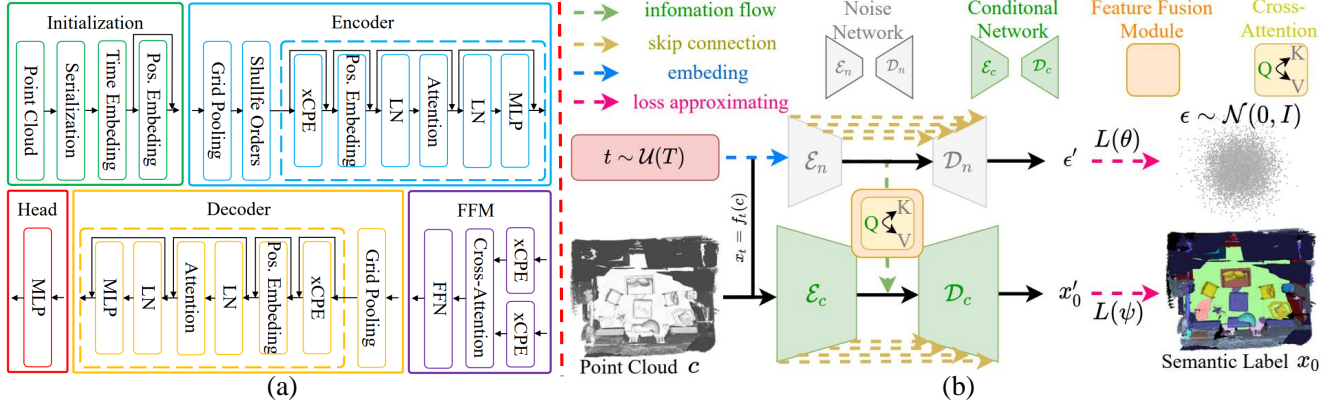 Initialization
Point Cloud
Serialization
Time Embedding
Pos. Embedding
Encoder
Grid Pooling
Shullfe Orders
xCPE
Pos. Embeding
LN
Attention
LN
MLP
Head
MLP
Decoder
MLP
LN
Attention
LN
Pos. Embeding
xCPE
Grid Pooling
FFM
FFN
Cross-Attention
xCPE
xCPE
(a)
infomation flow
skip connection
embeding
loss approximating
Noise
Network
ℰn 𝒟n
Conditonal
Network
ℰc 𝒟c
Feature Fusion
Module
Cross-
Attention
Q K V
t ∼ 𝒰(T)
ℰn
𝒟n
ϵ′
L(θ)
ϵ ∼ 𝒩(0, I)
xt = ft(c)
Q K V
ℰc
𝒟c
x′0
L(ψ)
Point Cloud c
Semantic Label x0
(b)